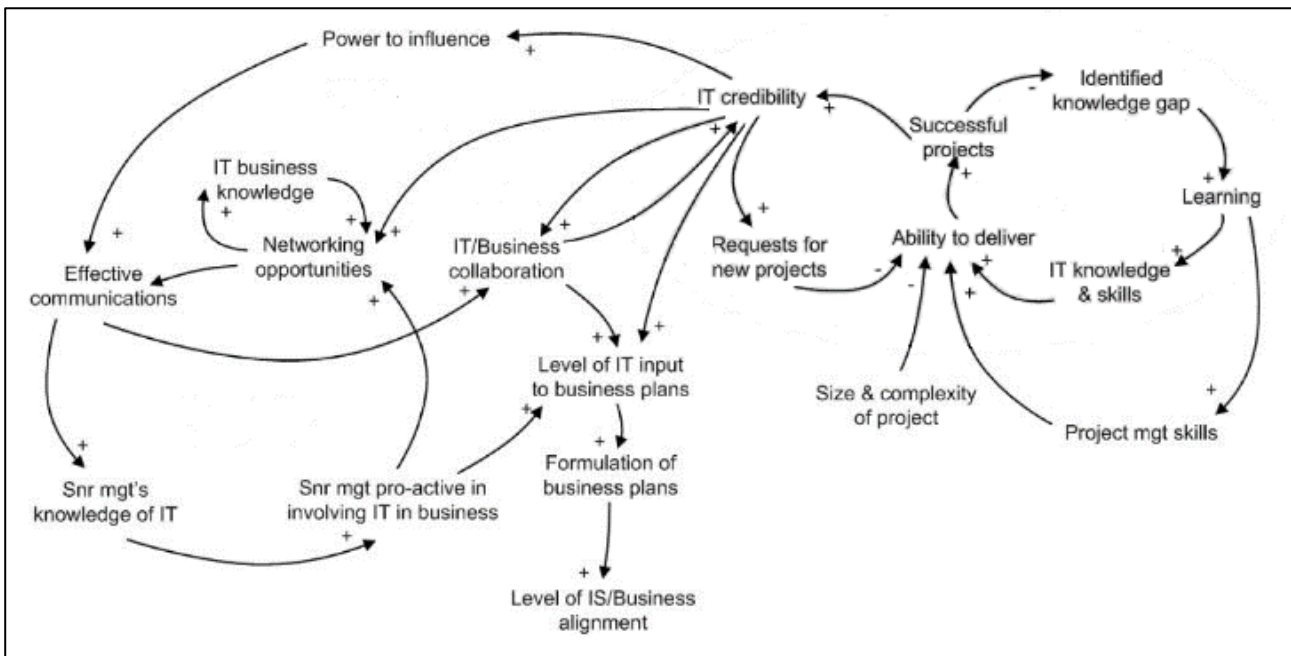 Power to influence
+
IT credibility
+
Successful
projects
-
Identified
knowledge gap
+
Learning
IT business
knowledge
+
+
+
Networking
opportunities
+
+
Effective
communications
+
IT/Business
collaboration
+
+
+
Requests for
new projects
-
Ability to deliver
+
-
+
+
IT knowledge
& skills
+
+
+
Level of IT input
to business plans
+
Size & complexity
of project
+
Project mgt skills
+
Formulation of
business plans
+
Snr mgt's
knowledge of IT
Snr mgt pro-active in
involving IT in business
+
+
Level of IS/Business
alignment